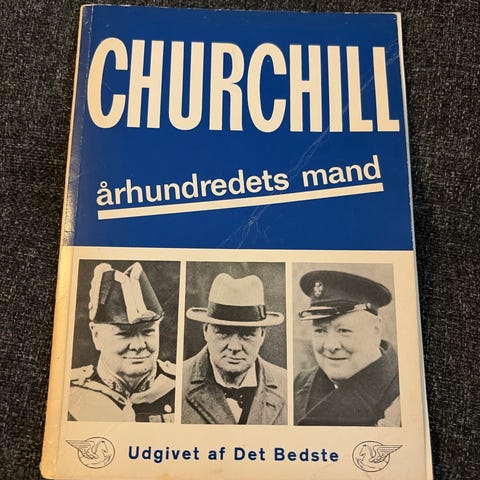 CHURCHILL
århundredets mand
Udgivet af Det Bedste